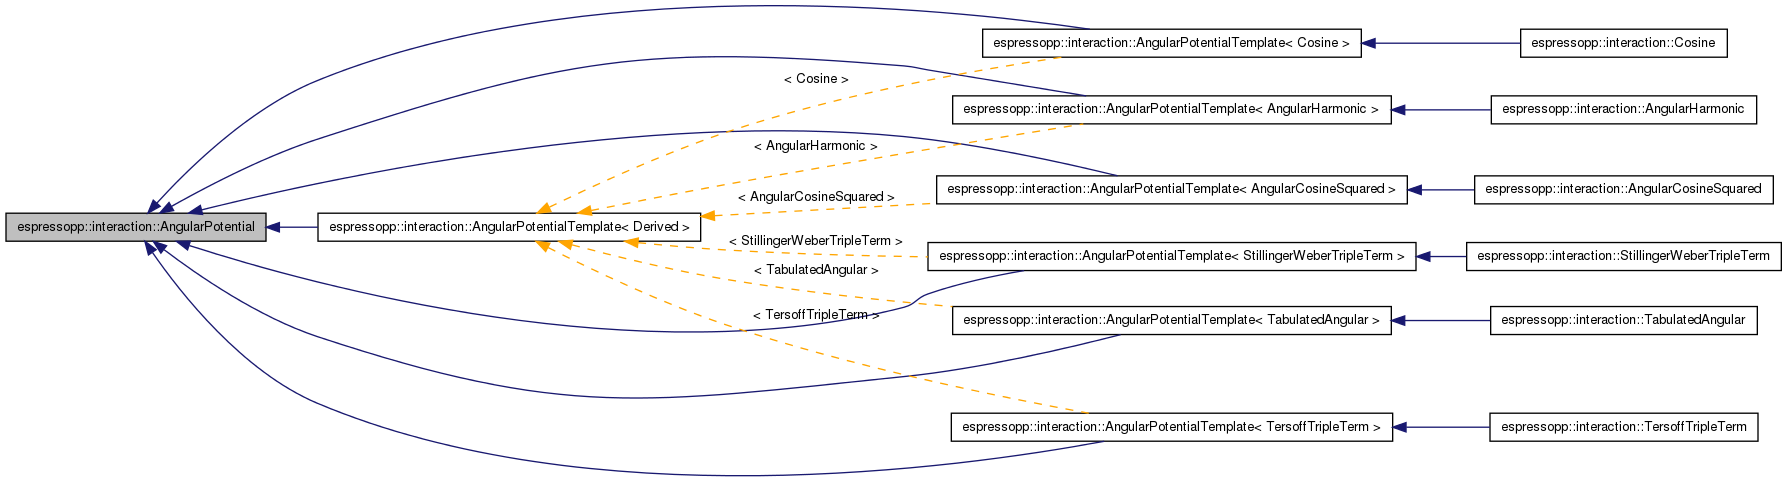 espressopp::interaction::AngularPotentialTemplate< Cosine >
espressopp::interaction::Cosine
< Cosine >
espressopp::interaction::AngularPotentialTemplate< AngularHarmonic >
espressopp::interaction::AngularHarmonic
< AngularHarmonic >
espressopp::interaction::AngularPotentialTemplate< AngularCosineSquared >
espressopp::interaction::AngularCosineSquared
< AngularCosineSquared >
espressopp::interaction::AngularPotential
espressopp::interaction::AngularPotentialTemplate< Derived >
< StillingerWeberTripleTerm >
espressopp::interaction::AngularPotentialTemplate< StillingerWeberTripleTerm >
espressopp::interaction::StillingerWeberTripleTerm
< TabulatedAngular >
espressopp::interaction::AngularPotentialTemplate< TabulatedAngular >
espressopp::interaction::TabulatedAngular
< TersoffTripleTerm >
espressopp::interaction::AngularPotentialTemplate< TersoffTripleTerm >
espressopp::interaction::TersoffTripleTerm